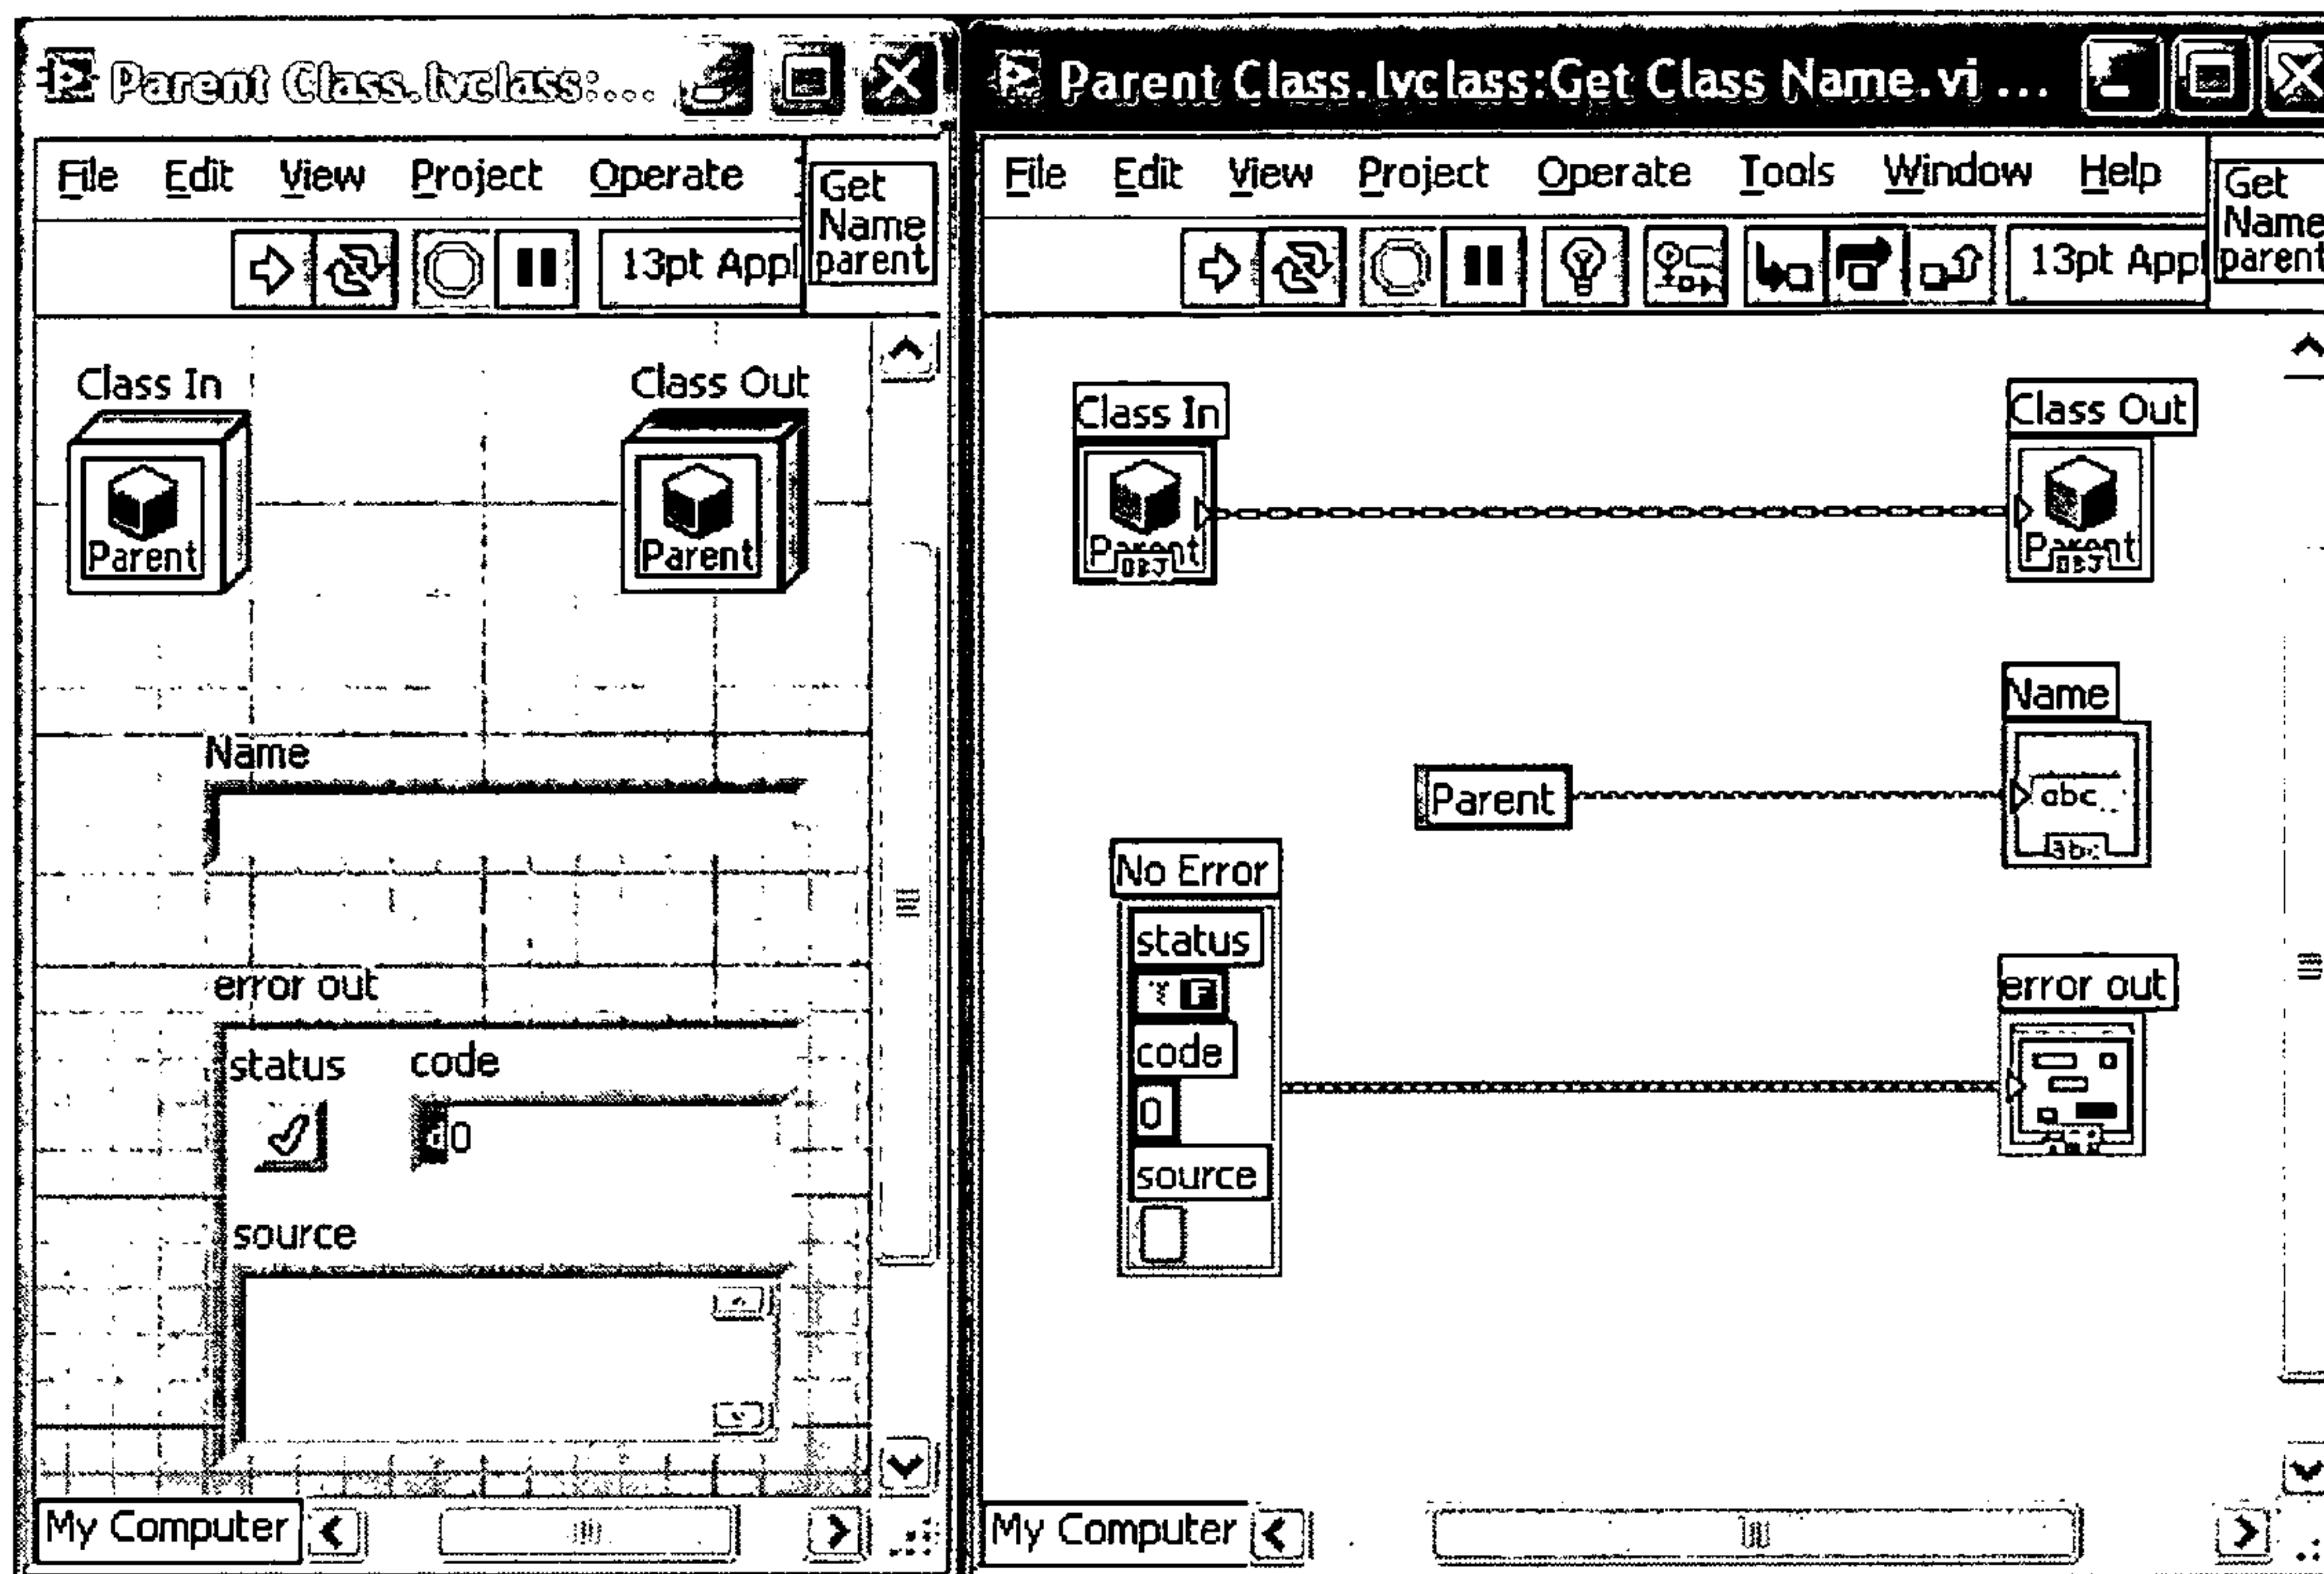 Parent Class.lvclass:...
File Edit View Project Operate
Get
Name
parent
13pt Appl
Class In
Class Out
Parent
Parent
Name
error out
status
code
0
source
My Computer
Parent Class.lvclass:Get Class Name.vi ...
File Edit View Project Operate Tools Window Help
Get
Name
parent
13pt Appl
Class In
Class Out
Parent
OBJ
Parent
OBJ
Name
Parent
abc
abc
No Error
status
F
code
0
source
error out
My Computer